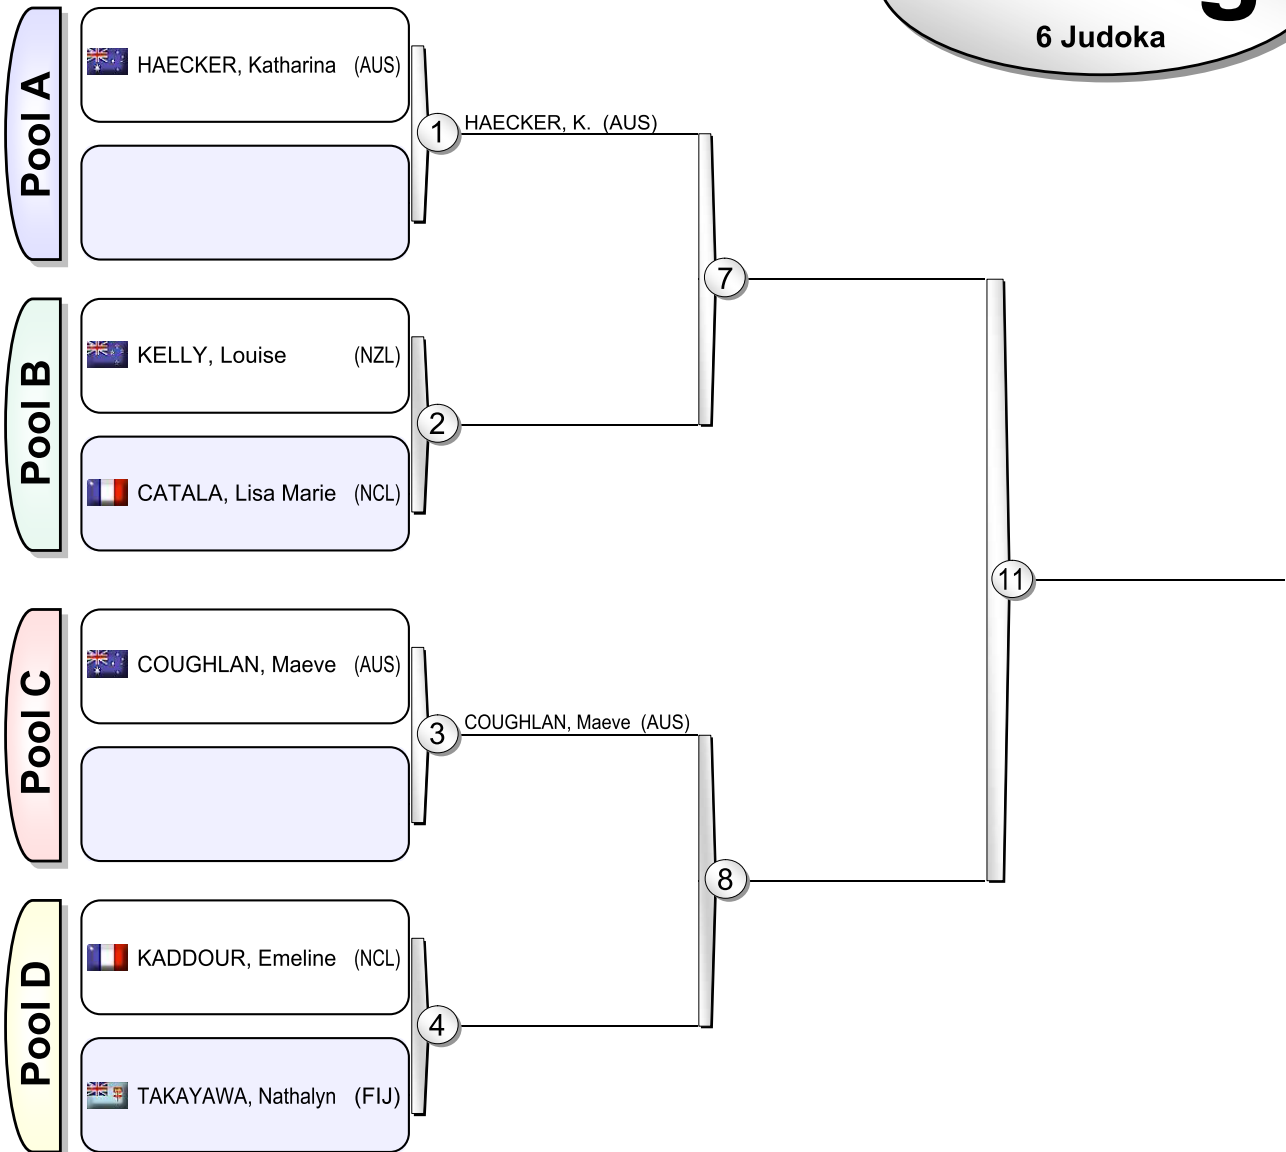 6 Judoka
Pool A
HAECKER, Katharina (AUS)
1
HAECKER, K. (AUS)
7
Pool B
KELLY, Louise (NZL)
2
CATALA, Lisa Marie (NCL)
11
Pool C
COUGHLAN, Maeve (AUS)
3
COUGHLAN, Maeve (AUS)
8
Pool D
KADDOUR, Emeline (NCL)
4
TAKAYAWA, Nathalyn (FIJ)